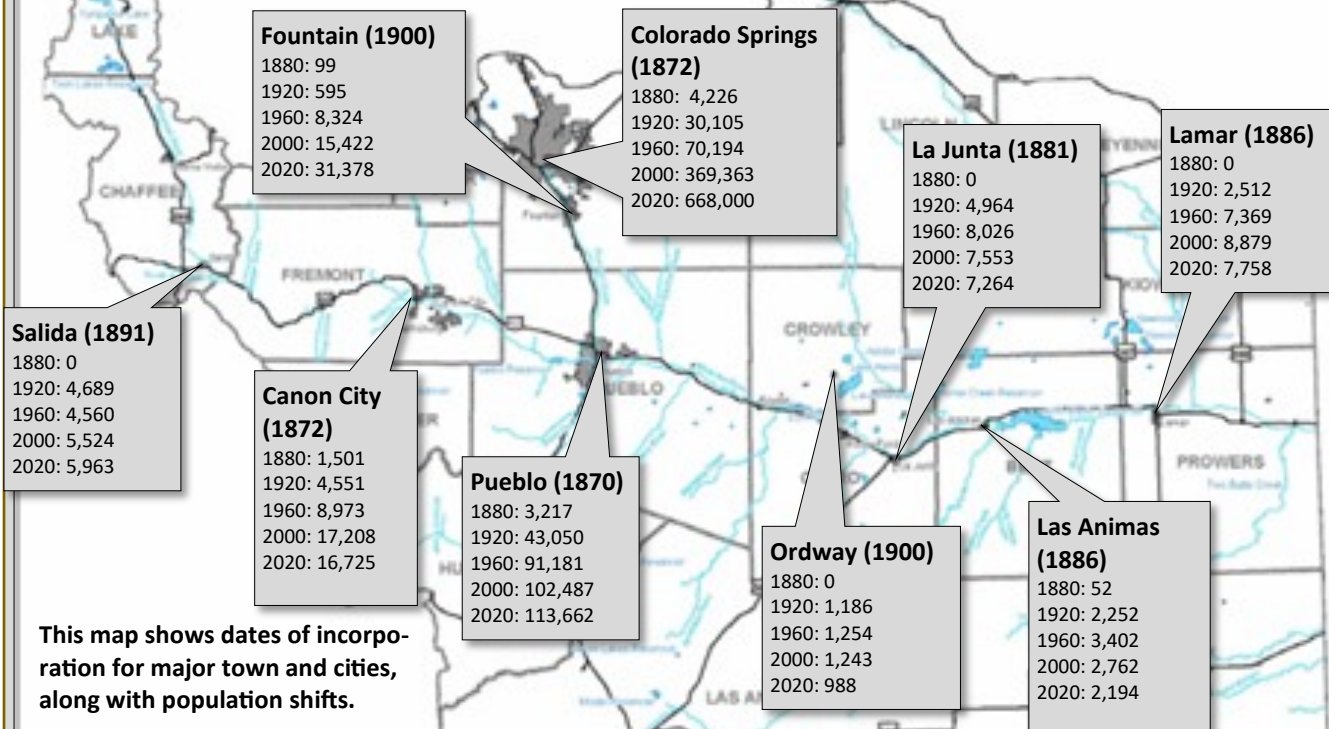 LAKE
Fountain (1900)
1880: 99
1920: 595
1960: 8,324
2000: 15,422
2020: 31,378
Colorado Springs
(1872)
1880: 4,226
1920: 30,105
1960: 70,194
2000: 369,363
2020: 668,000
LINCOLN
La Junta (1881)
1880: 0
1920: 4,964
1960: 8,026
2000: 7,553
2020: 7,264
Lamar (1886)
1880: 0
1920: 2,512
1960: 7,369
2000: 8,879
2020: 7,758
CHAFFEE
FREMONT
CROWLEY
Salida (1891)
1880: 0
1920: 4,689
1960: 4,560
2000: 5,524
2020: 5,963
Canon City
(1872)
1880: 1,501
1920: 4,551
1960: 8,973
2000: 17,208
2020: 16,725
Pueblo (1870)
1880: 3,217
1920: 43,050
1960: 91,181
2000: 102,487
2020: 113,662
PROWERS
Ordway (1900)
1880: 0
1920: 1,186
1960: 1,254
2000: 1,243
2020: 988
Las Animas
(1886)
1880: 52
1920: 2,252
1960: 3,402
2000: 2,762
2020: 2,194
This map shows dates of incorpo-
ration for major town and cities,
along with population shifts.